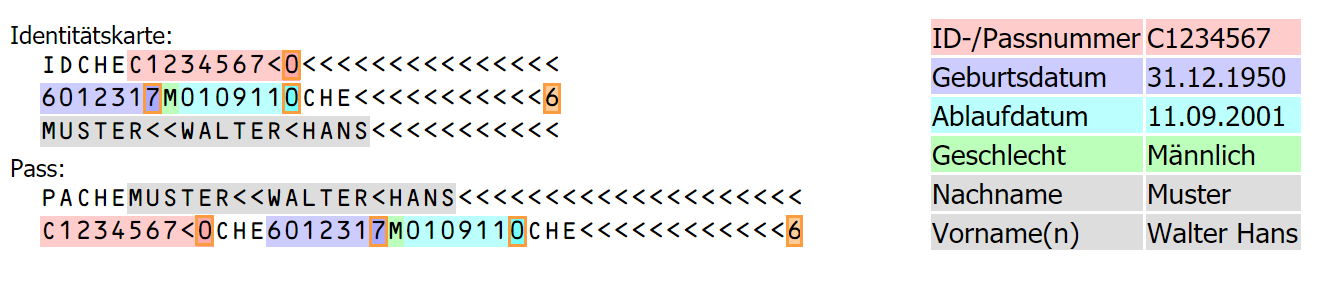 Identitätskarte:
IDCHEC1234567<0<<<<<<<<<<<<<<<
6012317M0109110CHE<<<<<<<<<<<6
MUSTER<<WALTER<HANS<<<<<<<<<<<
Pass:
PACHEMUSTER<<WALTER<HANS<<<<<<<<<<<<<<<<<<<<
C1234567<0CHE6012317M0109110CHE<<<<<<<<<<<<6
ID-/Passnummer C1234567
Geburtsdatum 31.12.1950
Ablaufdatum 11.09.2001
Geschlecht Männlich
Nachname Muster
Vorname(n) Walter Hans